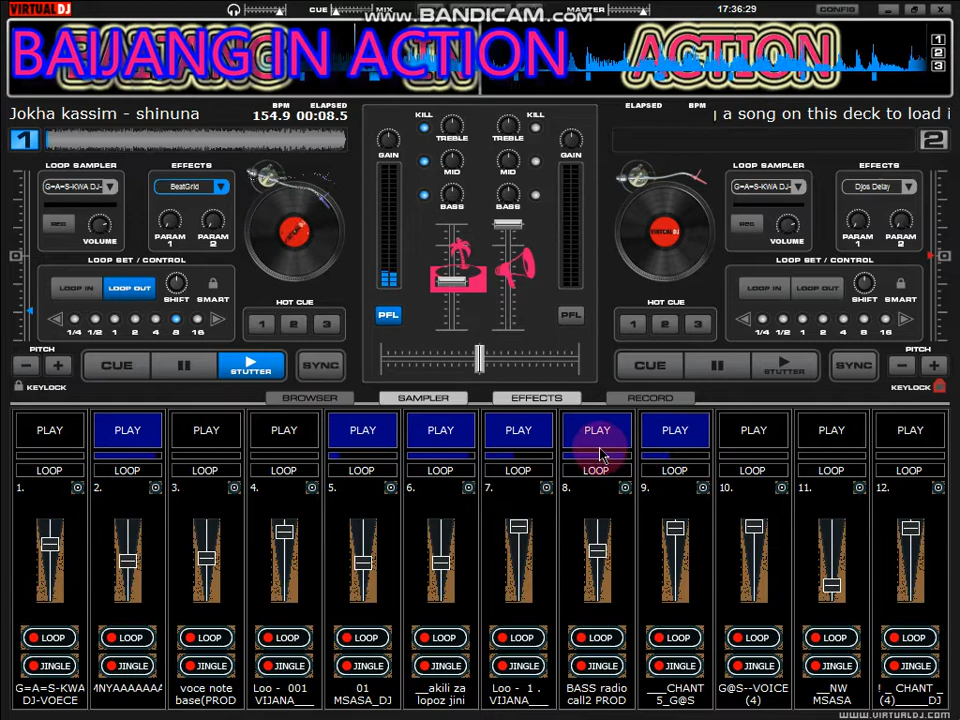 VIRTUALDJ
CUE MIX
WWW.BANDICAM.COM
MASTER
17:36:29
CONFIG
BAIJANG IN ACTION
ACTION
1
2
3
Jokha kassim - shinuna
BPM ELAPSED
154.9 00:08.5
ELAPSED BPM
a song on this deck to load i
1
2
KILL
TREBLE
GAIN
MID
BASS
PFL
KILL
TREBLE
GAIN
MID
BASS
PFL
LOOP SAMPLER
G=A=S-KWA DJ-
REC
VOLUME
EFFECTS
BeatGrid
PARAM 1
PARAM 2
VIRTUALDJ
LOOP SET / CONTROL
LOOP IN
LOOP OUT
SHIFT
SMART
1/4 1/2 1 2 4 8 16
HOT CUE
1 2 3
PITCH
CUE
STUTTER
SYNC
KEYLOCK
LOOP SAMPLER
G=A=S-KWA DJ-
REC
VOLUME
EFFECTS
Djos Delay
PARAM 1
PARAM 2
VIRTUALDJ
LOOP SET / CONTROL
LOOP IN
LOOP OUT
SHIFT
SMART
1/4 1/2 1 2 4 8 16
HOT CUE
1 2 3
PITCH
CUE
STUTTER
SYNC
KEYLOCK
BROWSER SAMPLER EFFECTS RECORD
PLAY PLAY PLAY PLAY PLAY PLAY PLAY PLAY PLAY PLAY PLAY PLAY
LOOP LOOP LOOP LOOP LOOP LOOP LOOP LOOP LOOP LOOP LOOP LOOP
1. 2. 3. 4. 5. 6. 7. 8. 9. 10. 11. 12.
LOOP LOOP LOOP LOOP LOOP LOOP LOOP LOOP LOOP LOOP LOOP LOOP
JINGLE JINGLE JINGLE JINGLE JINGLE JINGLE JINGLE JINGLE JINGLE JINGLE JINGLE JINGLE
G=A=S-KWA
DJ-VOECE
MNYAAAAAAA
voce note
base(PROD
Loo - 001
VIJANA___
01
MSASA_DJ
__akili za
lopoz jini
Loo - 1 .
VIJANA___
BASS radio
call2 PROD
___CHANT
5_G@S
G@S--VOICE
(4)
__NW
MSASA
! _ CHANT _
(4)_____DJ
WWW.VIRTUALDJ.COM